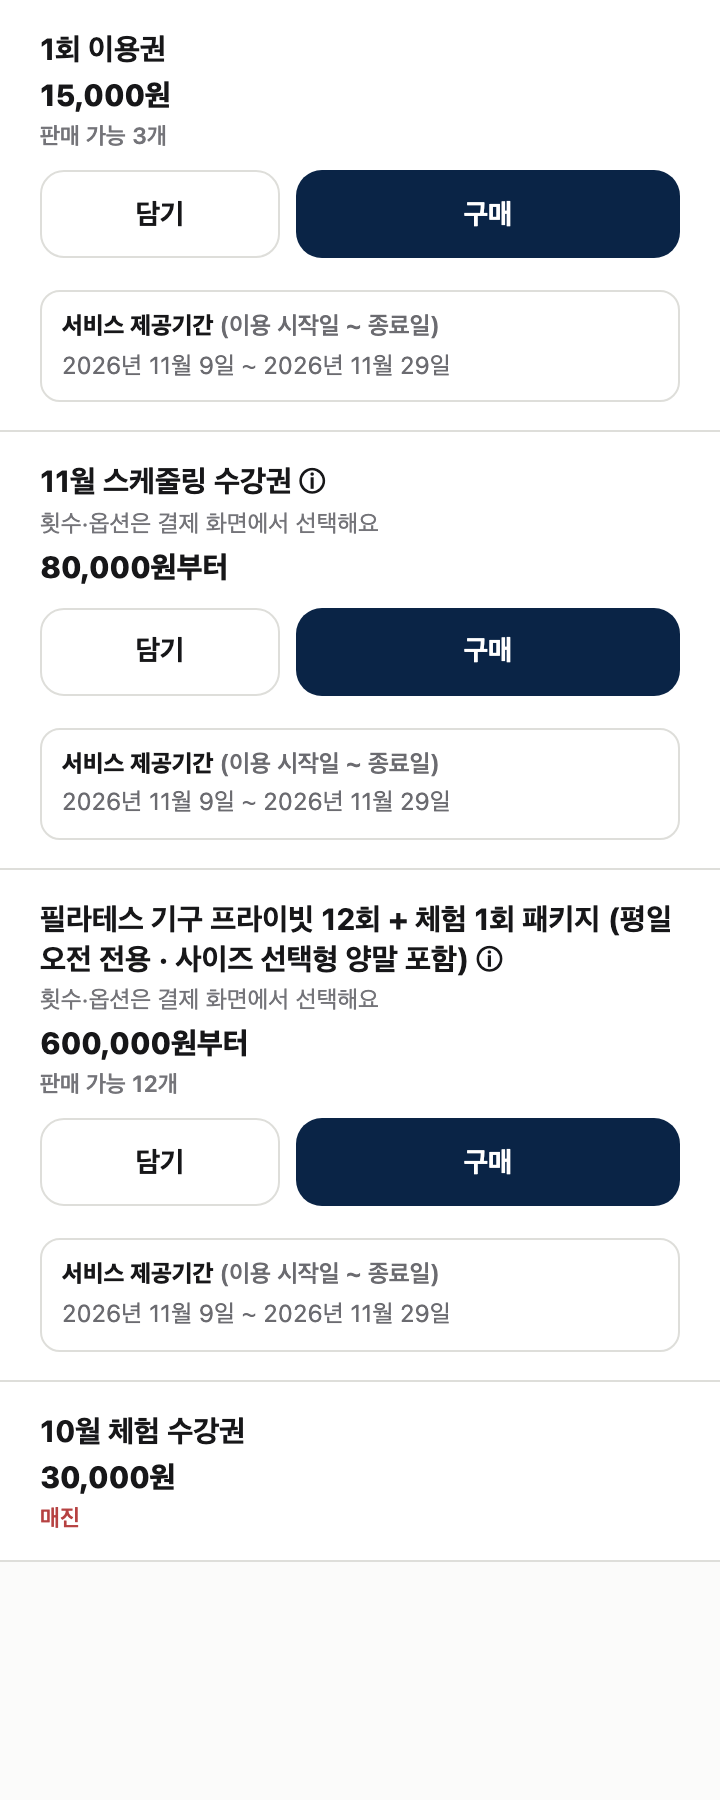 1회 이용권
15,000원
판매 가능 3개
담기
구매
서비스 제공기간 (이용 시작일 ~ 종료일)
2026년 11월 9일 ~ 2026년 11월 29일
11월 스케줄링 수강권 ⓘ
횟수·옵션은 결제 화면에서 선택해요
80,000원부터
담기
구매
서비스 제공기간 (이용 시작일 ~ 종료일)
2026년 11월 9일 ~ 2026년 11월 29일
필라테스 기구 프라이빗 12회 + 체험 1회 패키지 (평일
오전 전용 · 사이즈 선택형 양말 포함) ⓘ
횟수·옵션은 결제 화면에서 선택해요
600,000원부터
판매 가능 12개
담기
구매
서비스 제공기간 (이용 시작일 ~ 종료일)
2026년 11월 9일 ~ 2026년 11월 29일
10월 체험 수강권
30,000원
매진